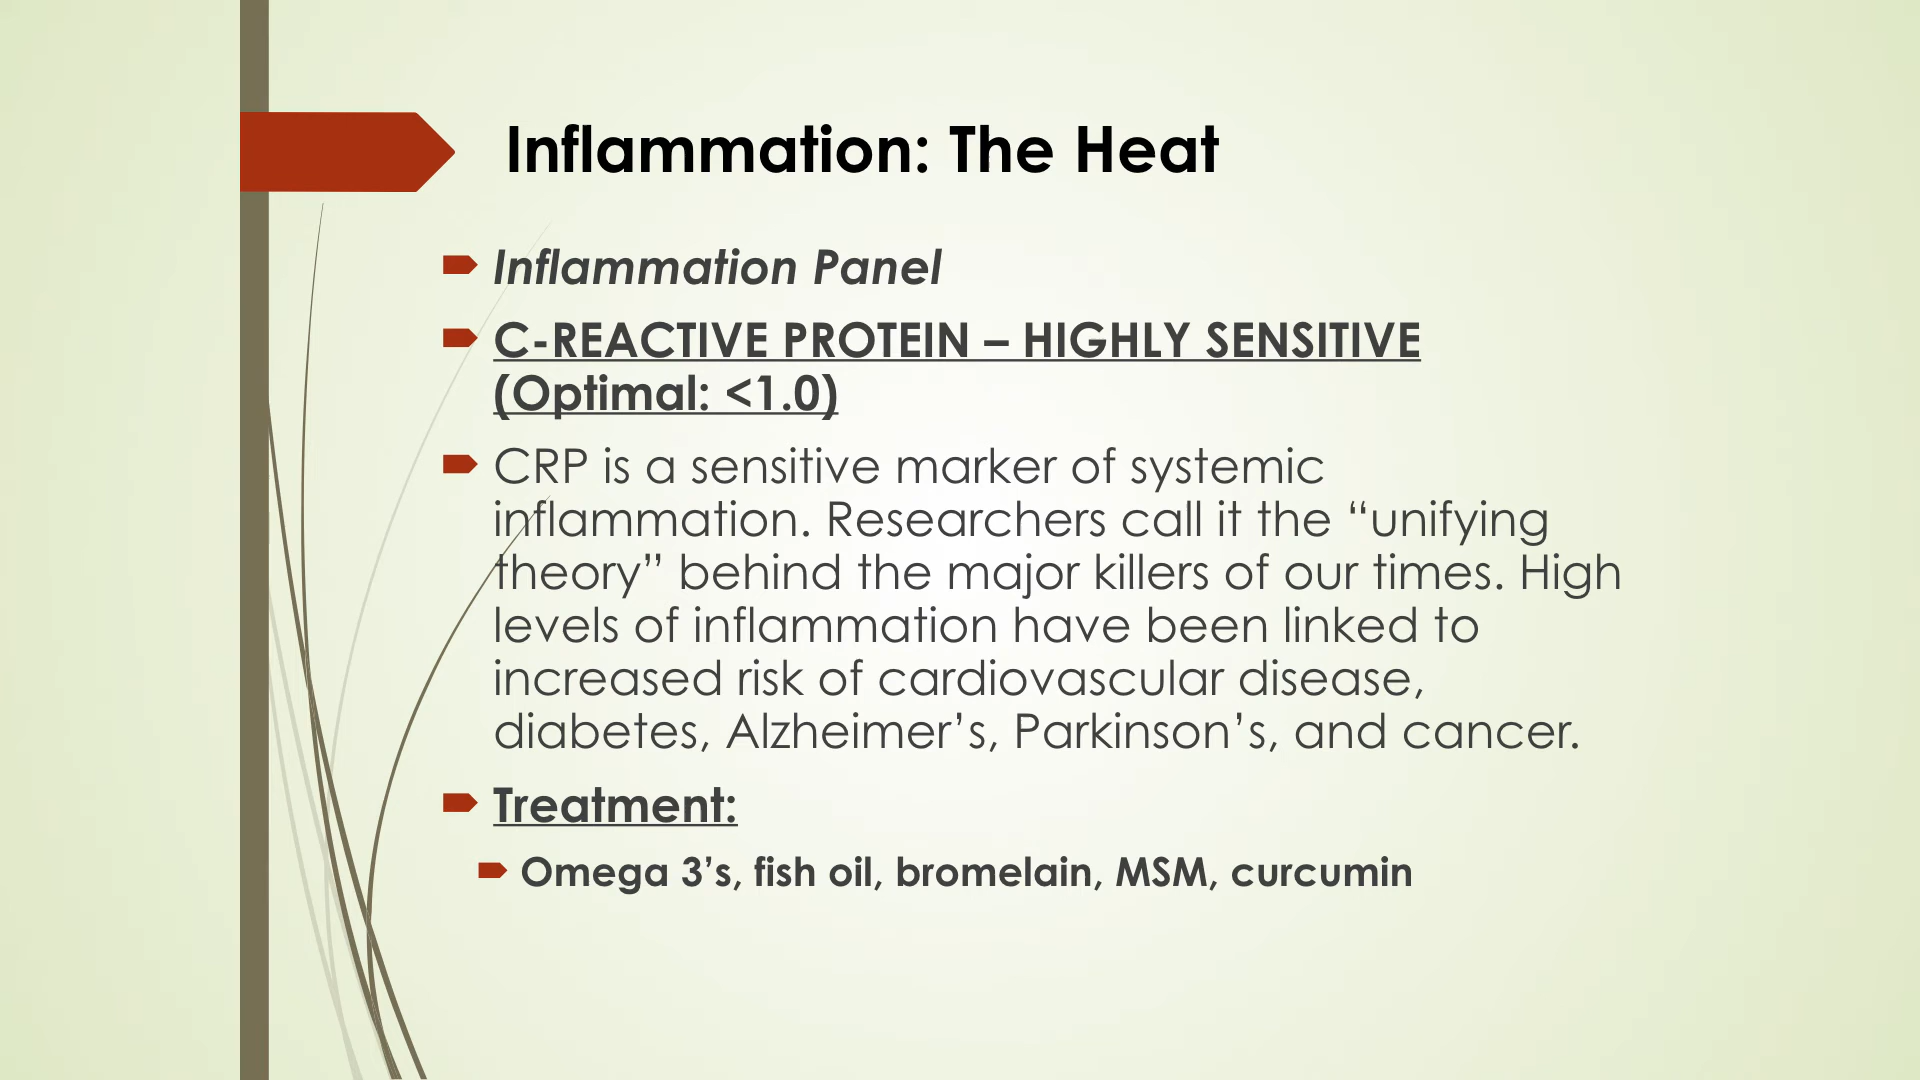 Inflammation: The Heat
Inflammation Panel
C-REACTIVE PROTEIN – HIGHLY SENSITIVE
(Optimal: <1.0)
CRP is a sensitive marker of systemic
inflammation. Researchers call it the “unifying
theory” behind the major killers of our times. High
levels of inflammation have been linked to
increased risk of cardiovascular disease,
diabetes, Alzheimer’s, Parkinson’s, and cancer.
Treatment:
Omega 3’s, fish oil, bromelain, MSM, curcumin